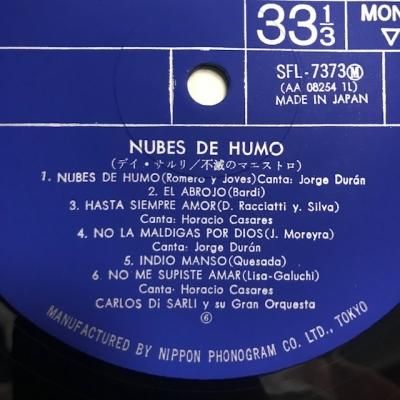 33 1/3
MON
▽
SFL-7373Ⓜ
(AA 08254 1L)
MADE IN JAPAN
NUBES DE HUMO
(デイ・サルリ／不滅のマニストロ)
1. NUBES DE HUMO(Romero y Joves)Canta: Jorge Durán
2. EL ABROJO(Bardi)
3. HASTA SIEMPRE AMOR(D. Racciatti y. Silva)
Canta: Horacio Casares
4. NO LA MALDIGAS POR DIOS(J. Moreyra)
Canta: Jorge Durán
5. INDIO MANSO(Quesada)
6. NO ME SUPISTE AMAR(Lisa-Galuchi)
Canta: Horacio Casares
CARLOS Di SARLI y su Gran Orquesta
⑥
MANUFACTURED BY NIPPON PHONOGRAM CO. LTD., TOKYO